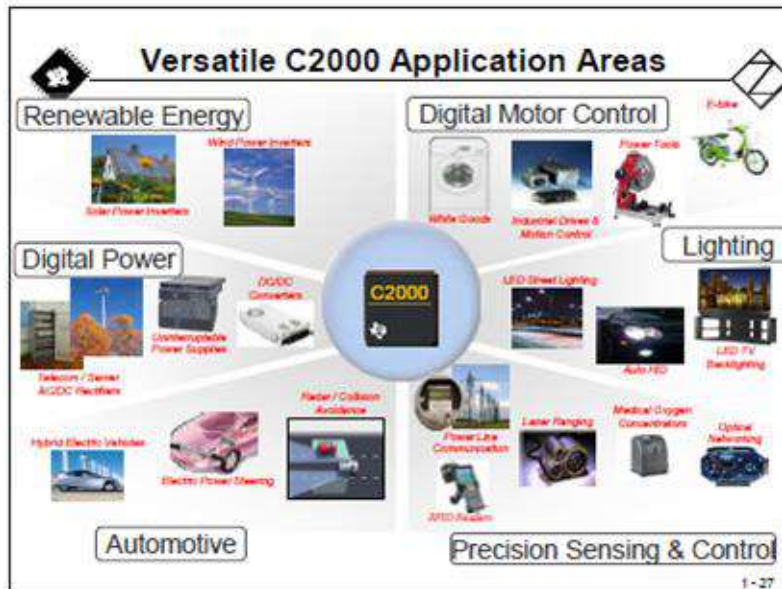 Versatile C2000 Application Areas
Renewable Energy
Solar Power Inverters
Wind Power Inverters
Digital Motor Control
White Goods
Industrial Drives &
Motion Control
Power Tools
E-bike
Digital Power
Telecom / Server
AC/DC Rectifiers
Uninterruptable
Power Supplies
DC/DC
Converters
C2000
Lighting
LED Street Lighting
Auto HID
LED TV
Backlighting
Hybrid Electric Vehicles
Electric Power Steering
Radar / Collision
Avoidance
Automotive
Power Line
Communication
RFID Readers
Laser Ranging
Medical Oxygen
Concentrators
Optical
Networking
Precision Sensing & Control
1 - 27